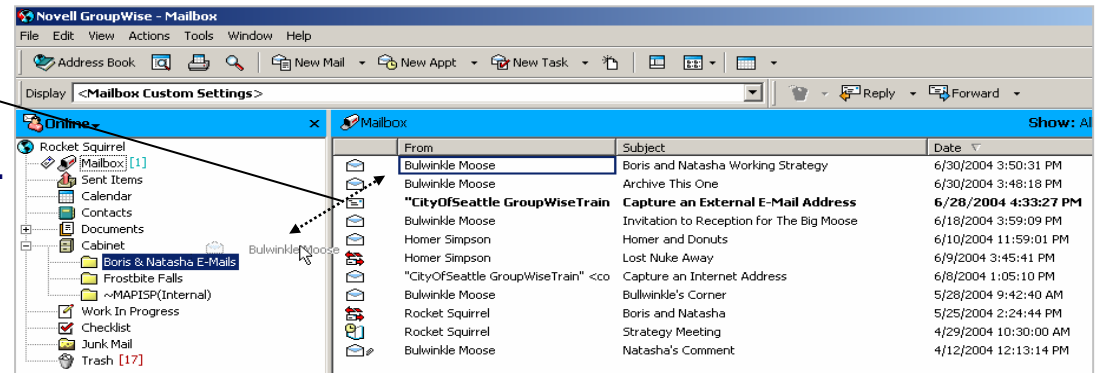 Novell GroupWise - Mailbox
File Edit View Actions Tools Window Help
Address Book New Mail New Appt New Task
Display <Mailbox Custom Settings> Reply Forward
Online Mailbox Show: Al
Rocket Squirrel From Subject Date
Mailbox [1] Bulwinkle Moose Boris and Natasha Working Strategy 6/30/2004 3:50:31 PM
Sent Items Bulwinkle Moose Archive This One 6/30/2004 3:48:18 PM
Calendar "CityOfSeattle GroupWiseTrain Capture an External E-Mail Address 6/28/2004 4:33:27 PM
Contacts Bulwinkle Moose Invitation to Reception for The Big Moose 6/18/2004 3:59:09 PM
Documents Homer Simpson Homer and Donuts 6/10/2004 11:59:01 PM
Cabinet Bulwinkle Moose Homer Simpson Lost Nuke Away 6/9/2004 3:45:41 PM
Boris & Natasha E-Mails "CityOfSeattle GroupWiseTrain" <co Capture an Internet Address 6/8/2004 1:05:10 PM
Frostbite Falls Bulwinkle Moose Bullwinkle's Corner 5/28/2004 9:42:40 AM
~MAPISP(Internal) Rocket Squirrel Boris and Natasha 5/25/2004 2:24:44 PM
Work In Progress Rocket Squirrel Strategy Meeting 4/29/2004 10:30:00 AM
Checklist Bulwinkle Moose Natasha's Comment 4/12/2004 12:13:14 PM
Junk Mail
Trash [17]